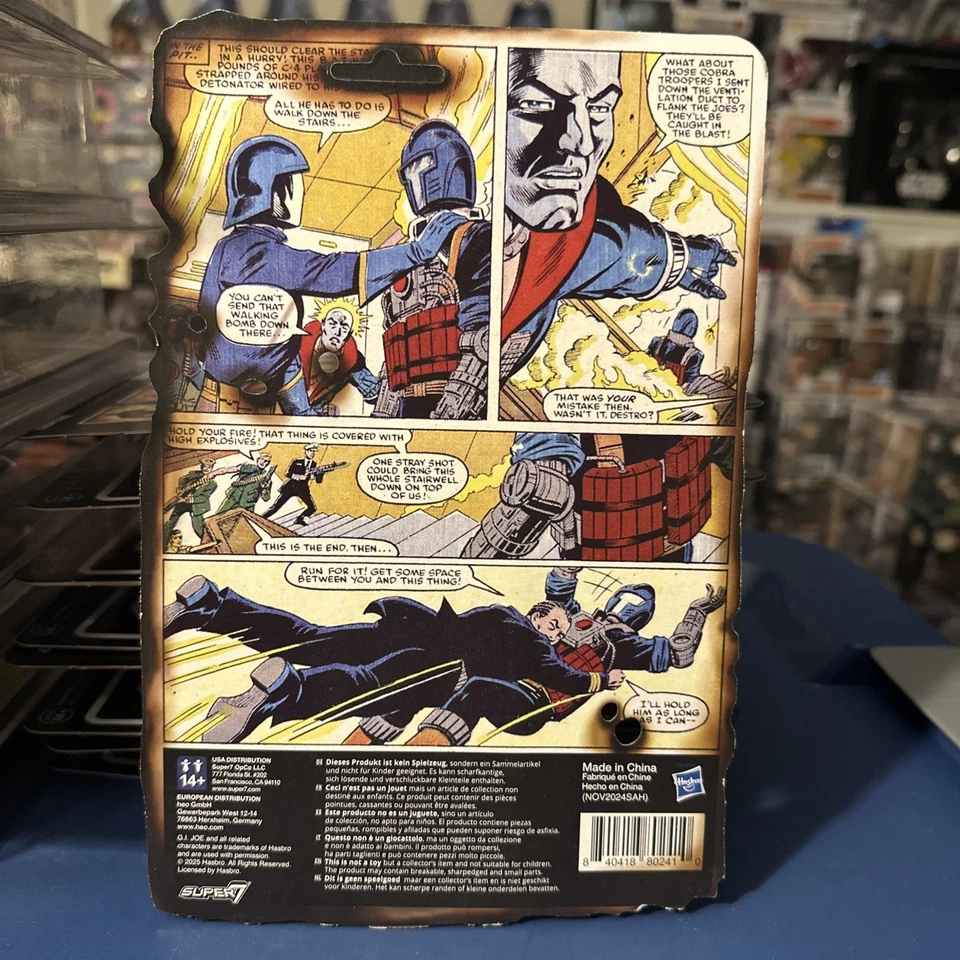 IN THE
PIT...
THIS SHOULD CLEAR THE STA
IN A HURRY! THIS B.A.T. HAS
POUNDS OF C-4 PLA
STRAPPED AROUND HIS
DETONATOR WIRED TO HIS
ALL HE HAS TO DO IS
WALK DOWN THE
STAIRS...
YOU CAN'T
SEND THAT
WALKING
BOMB DOWN
THERE...
WHAT ABOUT
THOSE COBRA
TROOPERS I SENT
DOWN THE VENTI-
LATION DUCT TO
FLANK THE JOES?
THEY'LL BE
CAUGHT IN
THE BLAST!
THAT WAS YOUR
MISTAKE THEN,
WASN'T IT, DESTRO?
HOLD YOUR FIRE! THAT THING IS COVERED WITH
HIGH EXPLOSIVES!
ONE STRAY SHOT
COULD BRING THIS
WHOLE STAIRWELL
DOWN ON TOP
OF US!
THIS IS THE END, THEN...
RUN FOR IT! GET SOME SPACE
BETWEEN YOU AND THIS THING!
I'LL HOLD
HIM AS LONG
AS I CAN--
14+
USA DISTRIBUTION
Super7 OpCo LLC
777 Florida St. #202
San Francisco, CA 94110
www.super7.com
EUROPEAN DISTRIBUTION
heo GmbH
Gewerbepark West 12-14
76863 Herxheim, Germany
www.heo.com
G.I. JOE and all related
characters are trademarks of Hasbro
and are used with permission.
© 2025 Hasbro. All Rights Reserved.
Licensed by Hasbro.
SUPER7
DE Dieses Produkt ist kein Spielzeug, sondern ein Sammelartikel
und nicht für Kinder geeignet. Es kann scharfkantige,
sich lösende und verschluckbare Kleinteile enthalten.
FR Ceci n'est pas un jouet mais un article de collection non
destiné aux enfants. Ce produit peut contenir des pièces
pointues, cassantes ou pouvant être avalées.
ES Este producto no es un juguete, sino un artículo
de colección, no apto para niños. El producto contiene piezas
pequeñas, rompibles y afiladas que pueden suponer riesgo de asfixia.
IT Questo non è un giocattolo, ma un oggetto da collezione
e non è adatto ai bambini. Il prodotto può rompersi,
ha parti taglienti e può contenere pezzi molto piccole.
EN This is not a toy but a collector's item and not suitable for children.
The product may contain breakable, sharpedged and small parts.
NL Dit is geen speelgoed maar een collector's item en is niet geschikt
voor kinderen. Het kan scherpe randen of kleine onderdelen bevatten.
Made in China
Fabriqué en Chine
Hecho en China
(NOV2024SAH)
Hasbro
8 40418 80241 0